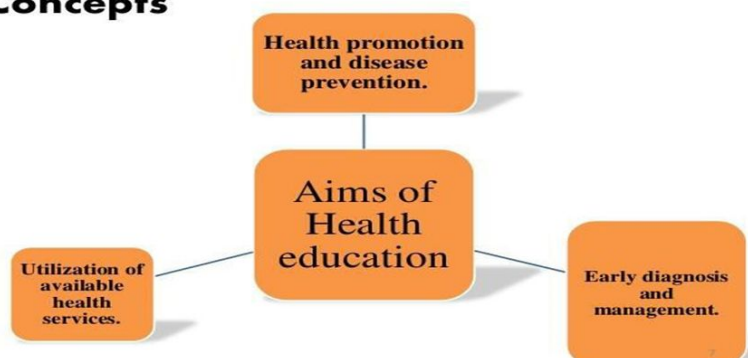 Concepts
Health promotion
and disease
prevention.
Aims of
Health
education
Utilization of
available
health
services.
Early diagnosis
and
management.
7